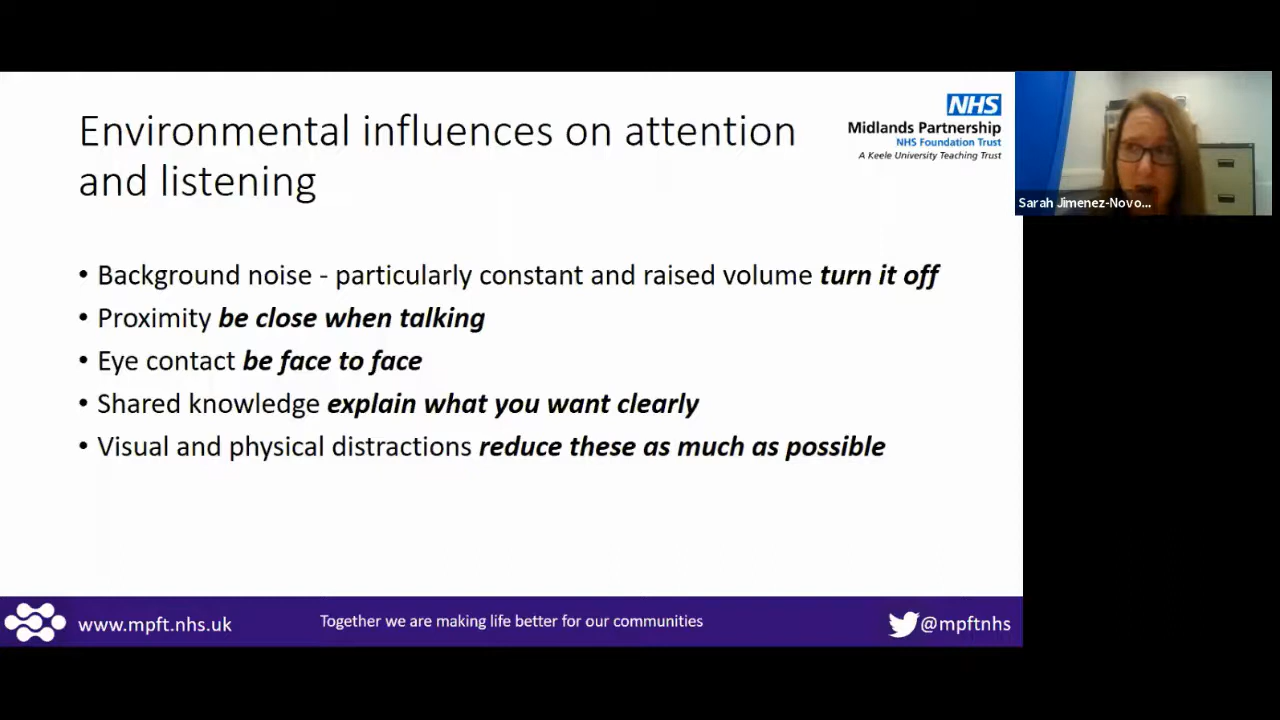 Environmental influences on attention
and listening
NHS
Midlands Partnership
NHS Foundation Trust
A Keele University Teaching Trust
Sarah Jimenez-Novo...
• Background noise - particularly constant and raised volume turn it off
• Proximity be close when talking
• Eye contact be face to face
• Shared knowledge explain what you want clearly
• Visual and physical distractions reduce these as much as possible
www.mpft.nhs.uk
Together we are making life better for our communities
@mpftnhs